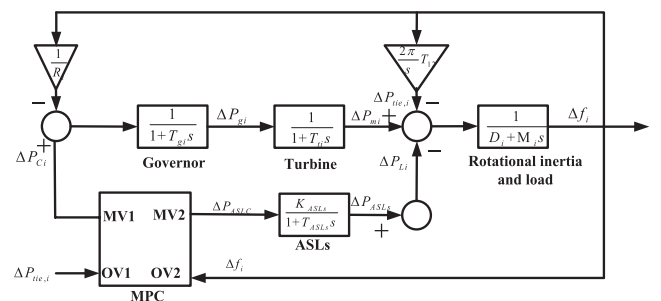 1
R
2π
s
T₁₂
ΔP_tie,i
−
−
1
1+T_gi s
ΔP_gi
1
1+T_ti s
ΔP_mi
+
1
D_i+M_i s
Δf_i
+
ΔP_Ci
Governor
Turbine
ΔP_Li
−
Rotational inertia
and load
MV1
MV2
ΔP_ASLC
K_ASLs
1+T_ASLs s
ΔP_ASLs
+
ASLs
ΔP_tie,i
OV1
OV2
Δf_i
MPC